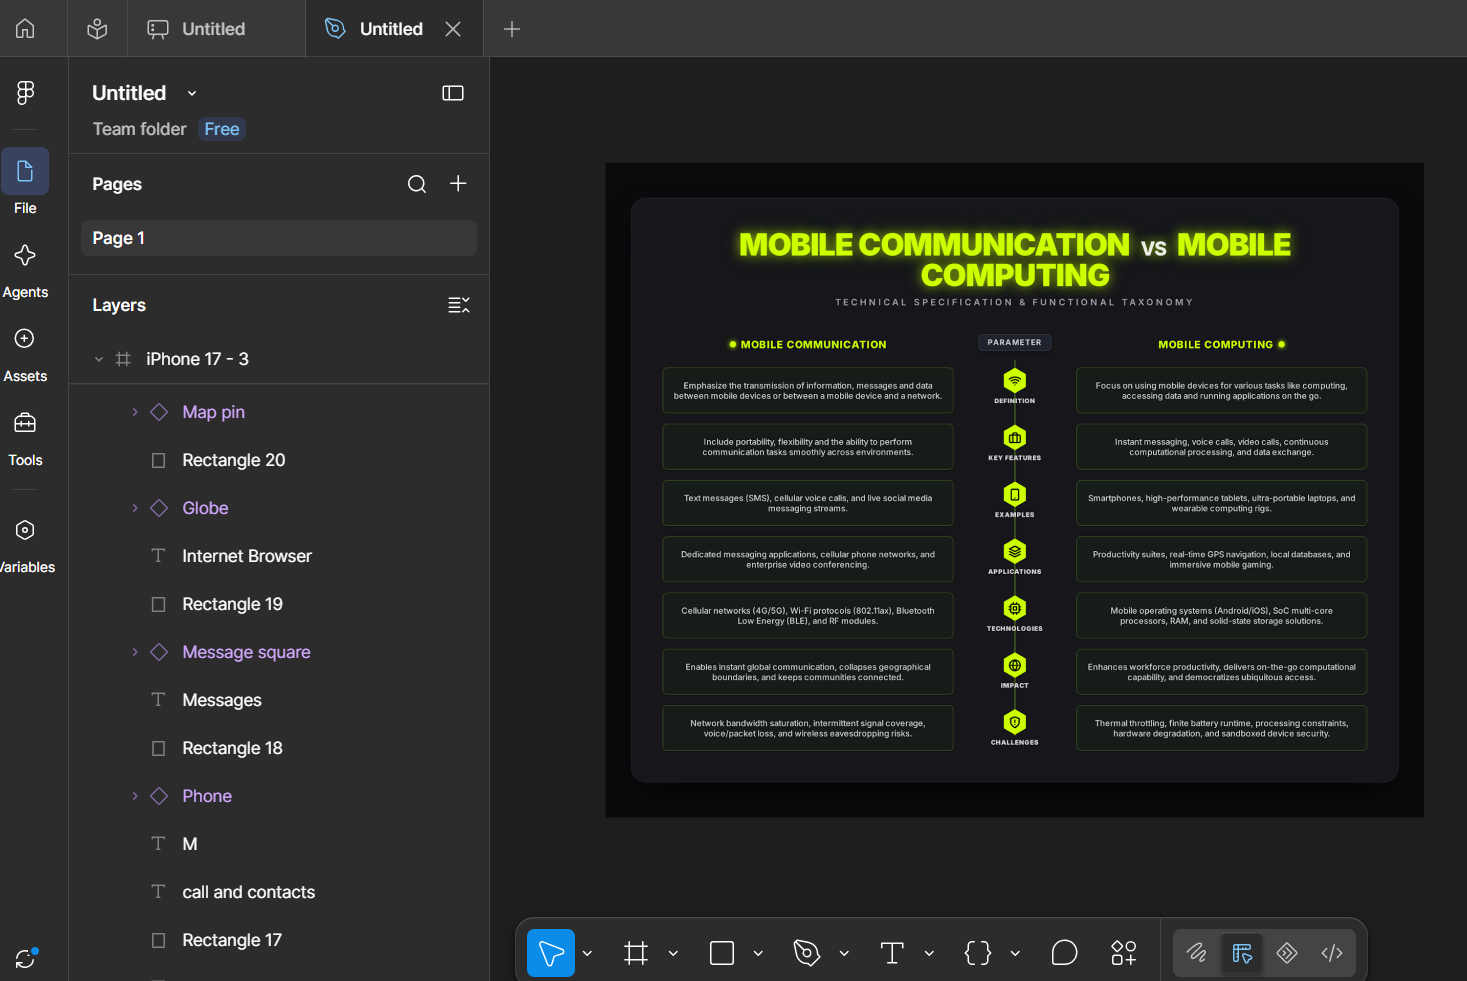 Untitled
Untitled
Untitled
Team folder Free
File
Pages
Page 1
Agents
Layers
Assets
iPhone 17 - 3
Tools
Map pin
Rectangle 20
Globe
Variables
Internet Browser
Rectangle 19
Message square
Messages
Rectangle 18
Phone
M
call and contacts
Rectangle 17
MOBILE COMMUNICATION vs MOBILE
COMPUTING
TECHNICAL SPECIFICATION & FUNCTIONAL TAXONOMY
MOBILE COMMUNICATION
PARAMETER
MOBILE COMPUTING
Emphasize the transmission of information, messages and data
between mobile devices or between a mobile device and a network.
DEFINITION
Focus on using mobile devices for various tasks like computing,
accessing data and running applications on the go.
Include portability, flexibility and the ability to perform
communication tasks smoothly across environments.
KEY FEATURES
Instant messaging, voice calls, video calls, continuous
computational processing, and data exchange.
Text messages (SMS), cellular voice calls, and live social media
messaging streams.
EXAMPLES
Smartphones, high-performance tablets, ultra-portable laptops, and
wearable computing rigs.
Dedicated messaging applications, cellular phone networks, and
enterprise video conferencing.
APPLICATIONS
Productivity suites, real-time GPS navigation, local databases, and
immersive mobile gaming.
Cellular networks (4G/5G), Wi-Fi protocols (802.11ax), Bluetooth
Low Energy (BLE), and RF modules.
TECHNOLOGIES
Mobile operating systems (Android/iOS), SoC multi-core
processors, RAM, and solid-state storage solutions.
Enables instant global communication, collapses geographical
boundaries, and keeps communities connected.
IMPACT
Enhances workforce productivity, delivers on-the-go computational
capability, and democratizes ubiquitous access.
Network bandwidth saturation, intermittent signal coverage,
voice/packet loss, and wireless eavesdropping risks.
CHALLENGES
Thermal throttling, finite battery runtime, processing constraints,
hardware degradation, and sandboxed device security.